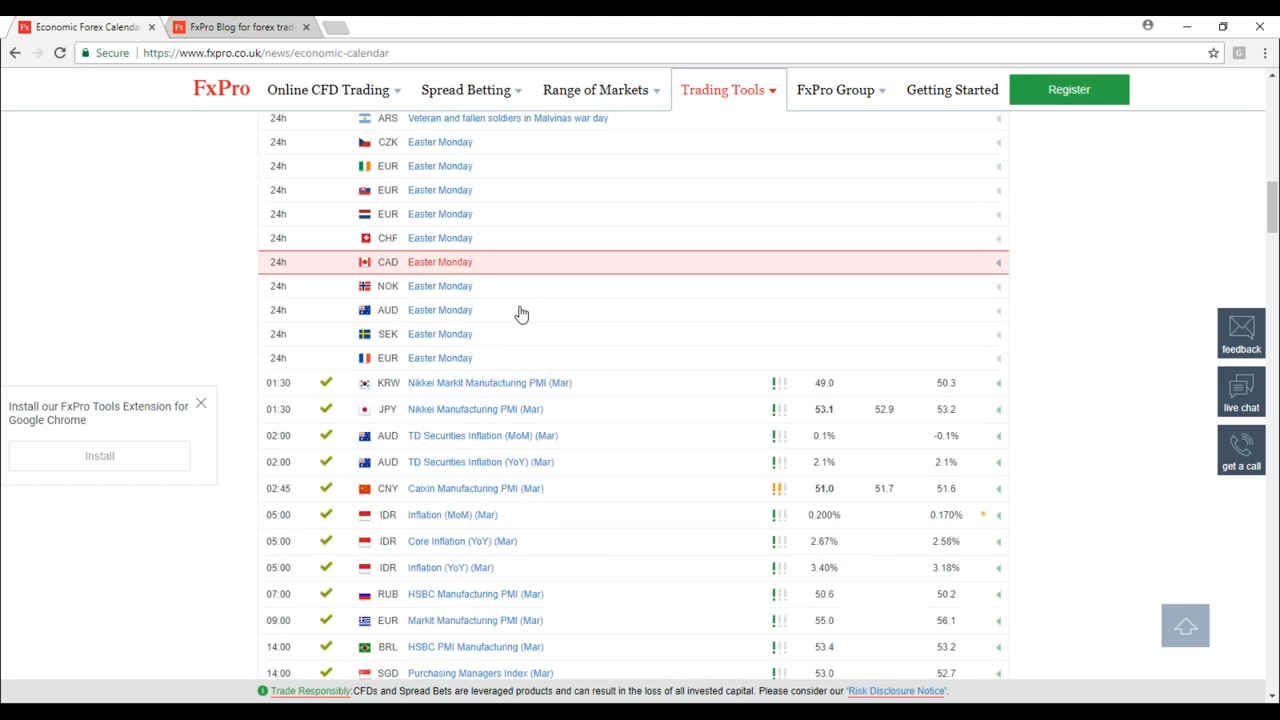 Economic Forex Calenda
FxPro Blog for forex trad
Secure https://www.fxpro.co.uk/news/economic-calendar
FxPro Online CFD Trading Spread Betting Range of Markets Trading Tools FxPro Group Getting Started Register
24h ARS Veteran and fallen soldiers in Malvinas war day
24h CZK Easter Monday
24h EUR Easter Monday
24h EUR Easter Monday
24h EUR Easter Monday
24h CHF Easter Monday
24h CAD Easter Monday
24h NOK Easter Monday
24h AUD Easter Monday
24h SEK Easter Monday
24h EUR Easter Monday
01:30 KRW Nikkei Markit Manufacturing PMI (Mar) 49.0 50.3
01:30 JPY Nikkei Manufacturing PMI (Mar) 53.1 52.9 53.2
02:00 AUD TD Securities Inflation (MoM) (Mar) 0.1% -0.1%
02:00 AUD TD Securities Inflation (YoY) (Mar) 2.1% 2.1%
02:45 CNY Caixin Manufacturing PMI (Mar) 51.0 51.7 51.6
05:00 IDR Inflation (MoM) (Mar) 0.200% 0.170%
05:00 IDR Core Inflation (YoY) (Mar) 2.67% 2.58%
05:00 IDR Inflation (YoY) (Mar) 3.40% 3.18%
07:00 RUB HSBC Manufacturing PMI (Mar) 50.6 50.2
09:00 EUR Markit Manufacturing PMI (Mar) 55.0 56.1
14:00 BRL HSBC PMI Manufacturing (Mar) 53.4 53.2
14:00 SGD Purchasing Managers Index (Mar) 53.0 52.7
Install our FxPro Tools Extension for
Google Chrome
Install
feedback
live chat
get a call
Trade Responsibly:CFDs and Spread Bets are leveraged products and can result in the loss of all invested capital. Please consider our 'Risk Disclosure Notice'.